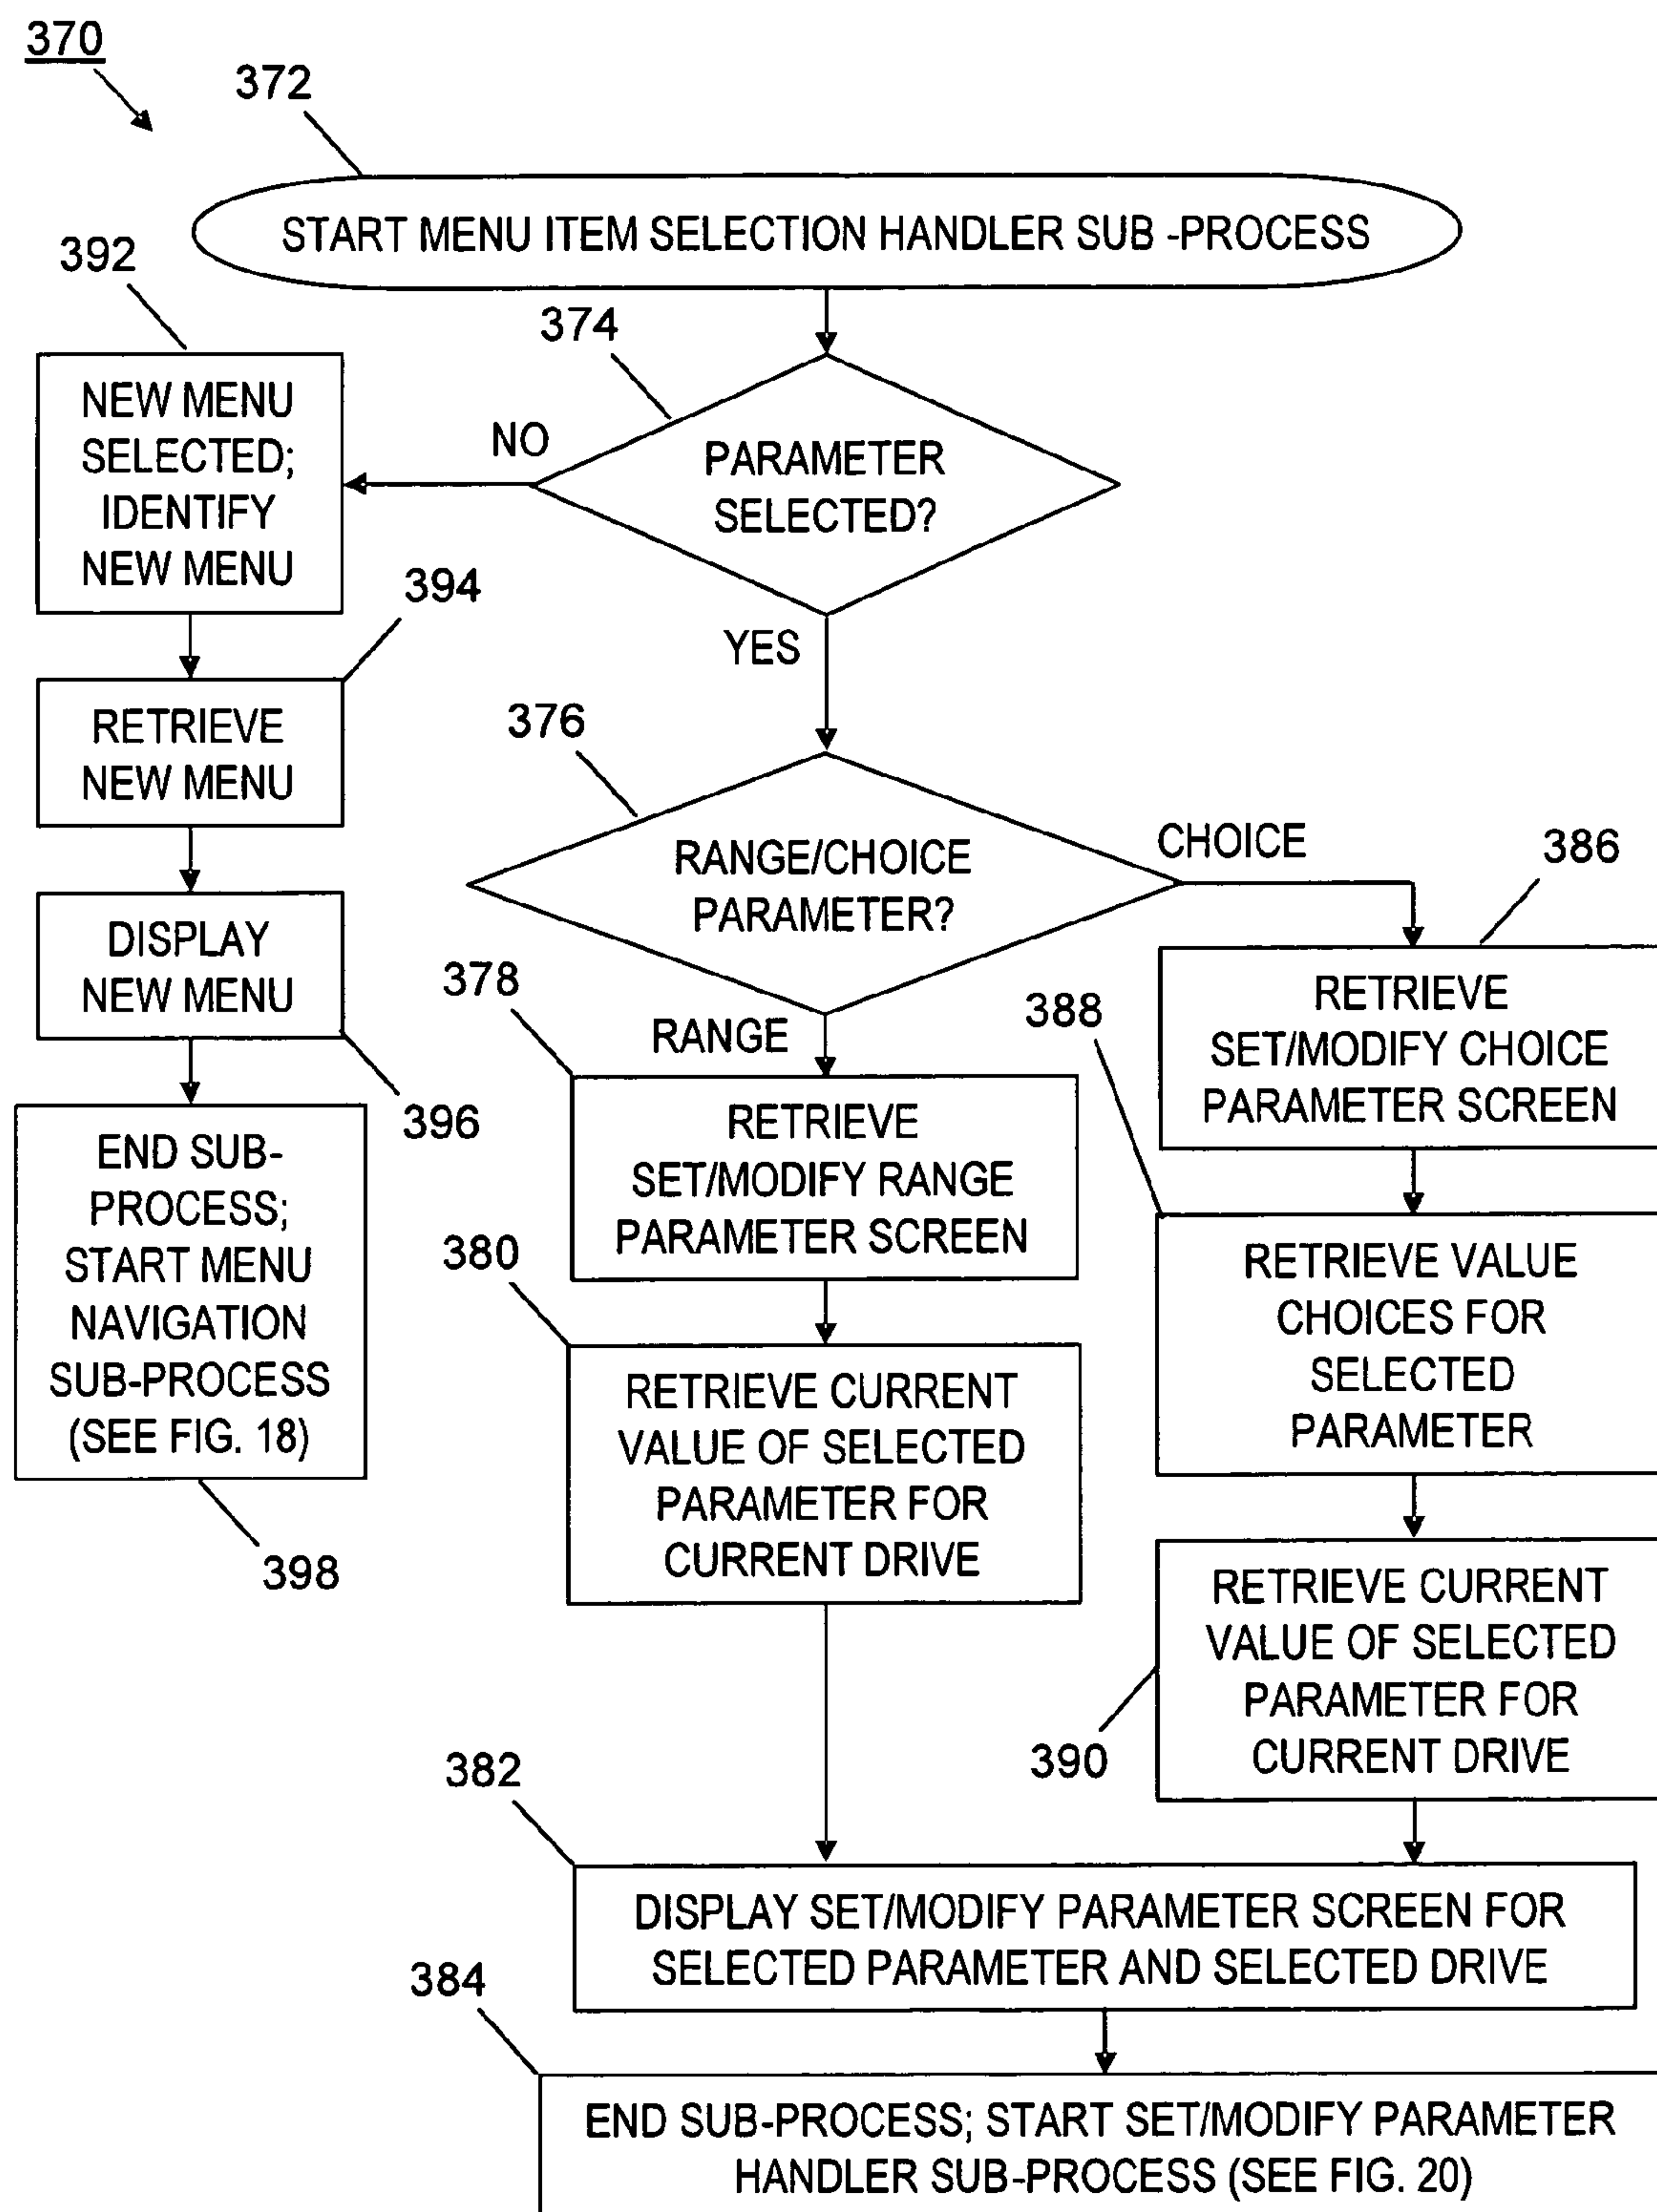 370
372
START MENU ITEM SELECTION HANDLER SUB -PROCESS
392
374
NEW MENU
SELECTED;
IDENTIFY
NEW MENU
NO
PARAMETER
SELECTED?
394
YES
RETRIEVE
NEW MENU
376
RANGE/CHOICE
PARAMETER?
CHOICE
386
DISPLAY
NEW MENU
396
378
RANGE
388
RETRIEVE
SET/MODIFY CHOICE
PARAMETER SCREEN
END SUB-
PROCESS;
START MENU
NAVIGATION
SUB-PROCESS
(SEE FIG. 18)
398
RETRIEVE
SET/MODIFY RANGE
PARAMETER SCREEN
380
RETRIEVE VALUE
CHOICES FOR
SELECTED
PARAMETER
RETRIEVE CURRENT
VALUE OF SELECTED
PARAMETER FOR
CURRENT DRIVE
RETRIEVE CURRENT
VALUE OF SELECTED
PARAMETER FOR
CURRENT DRIVE
390
382
DISPLAY SET/MODIFY PARAMETER SCREEN FOR
SELECTED PARAMETER AND SELECTED DRIVE
384
END SUB-PROCESS; START SET/MODIFY PARAMETER
HANDLER SUB-PROCESS (SEE FIG. 20)